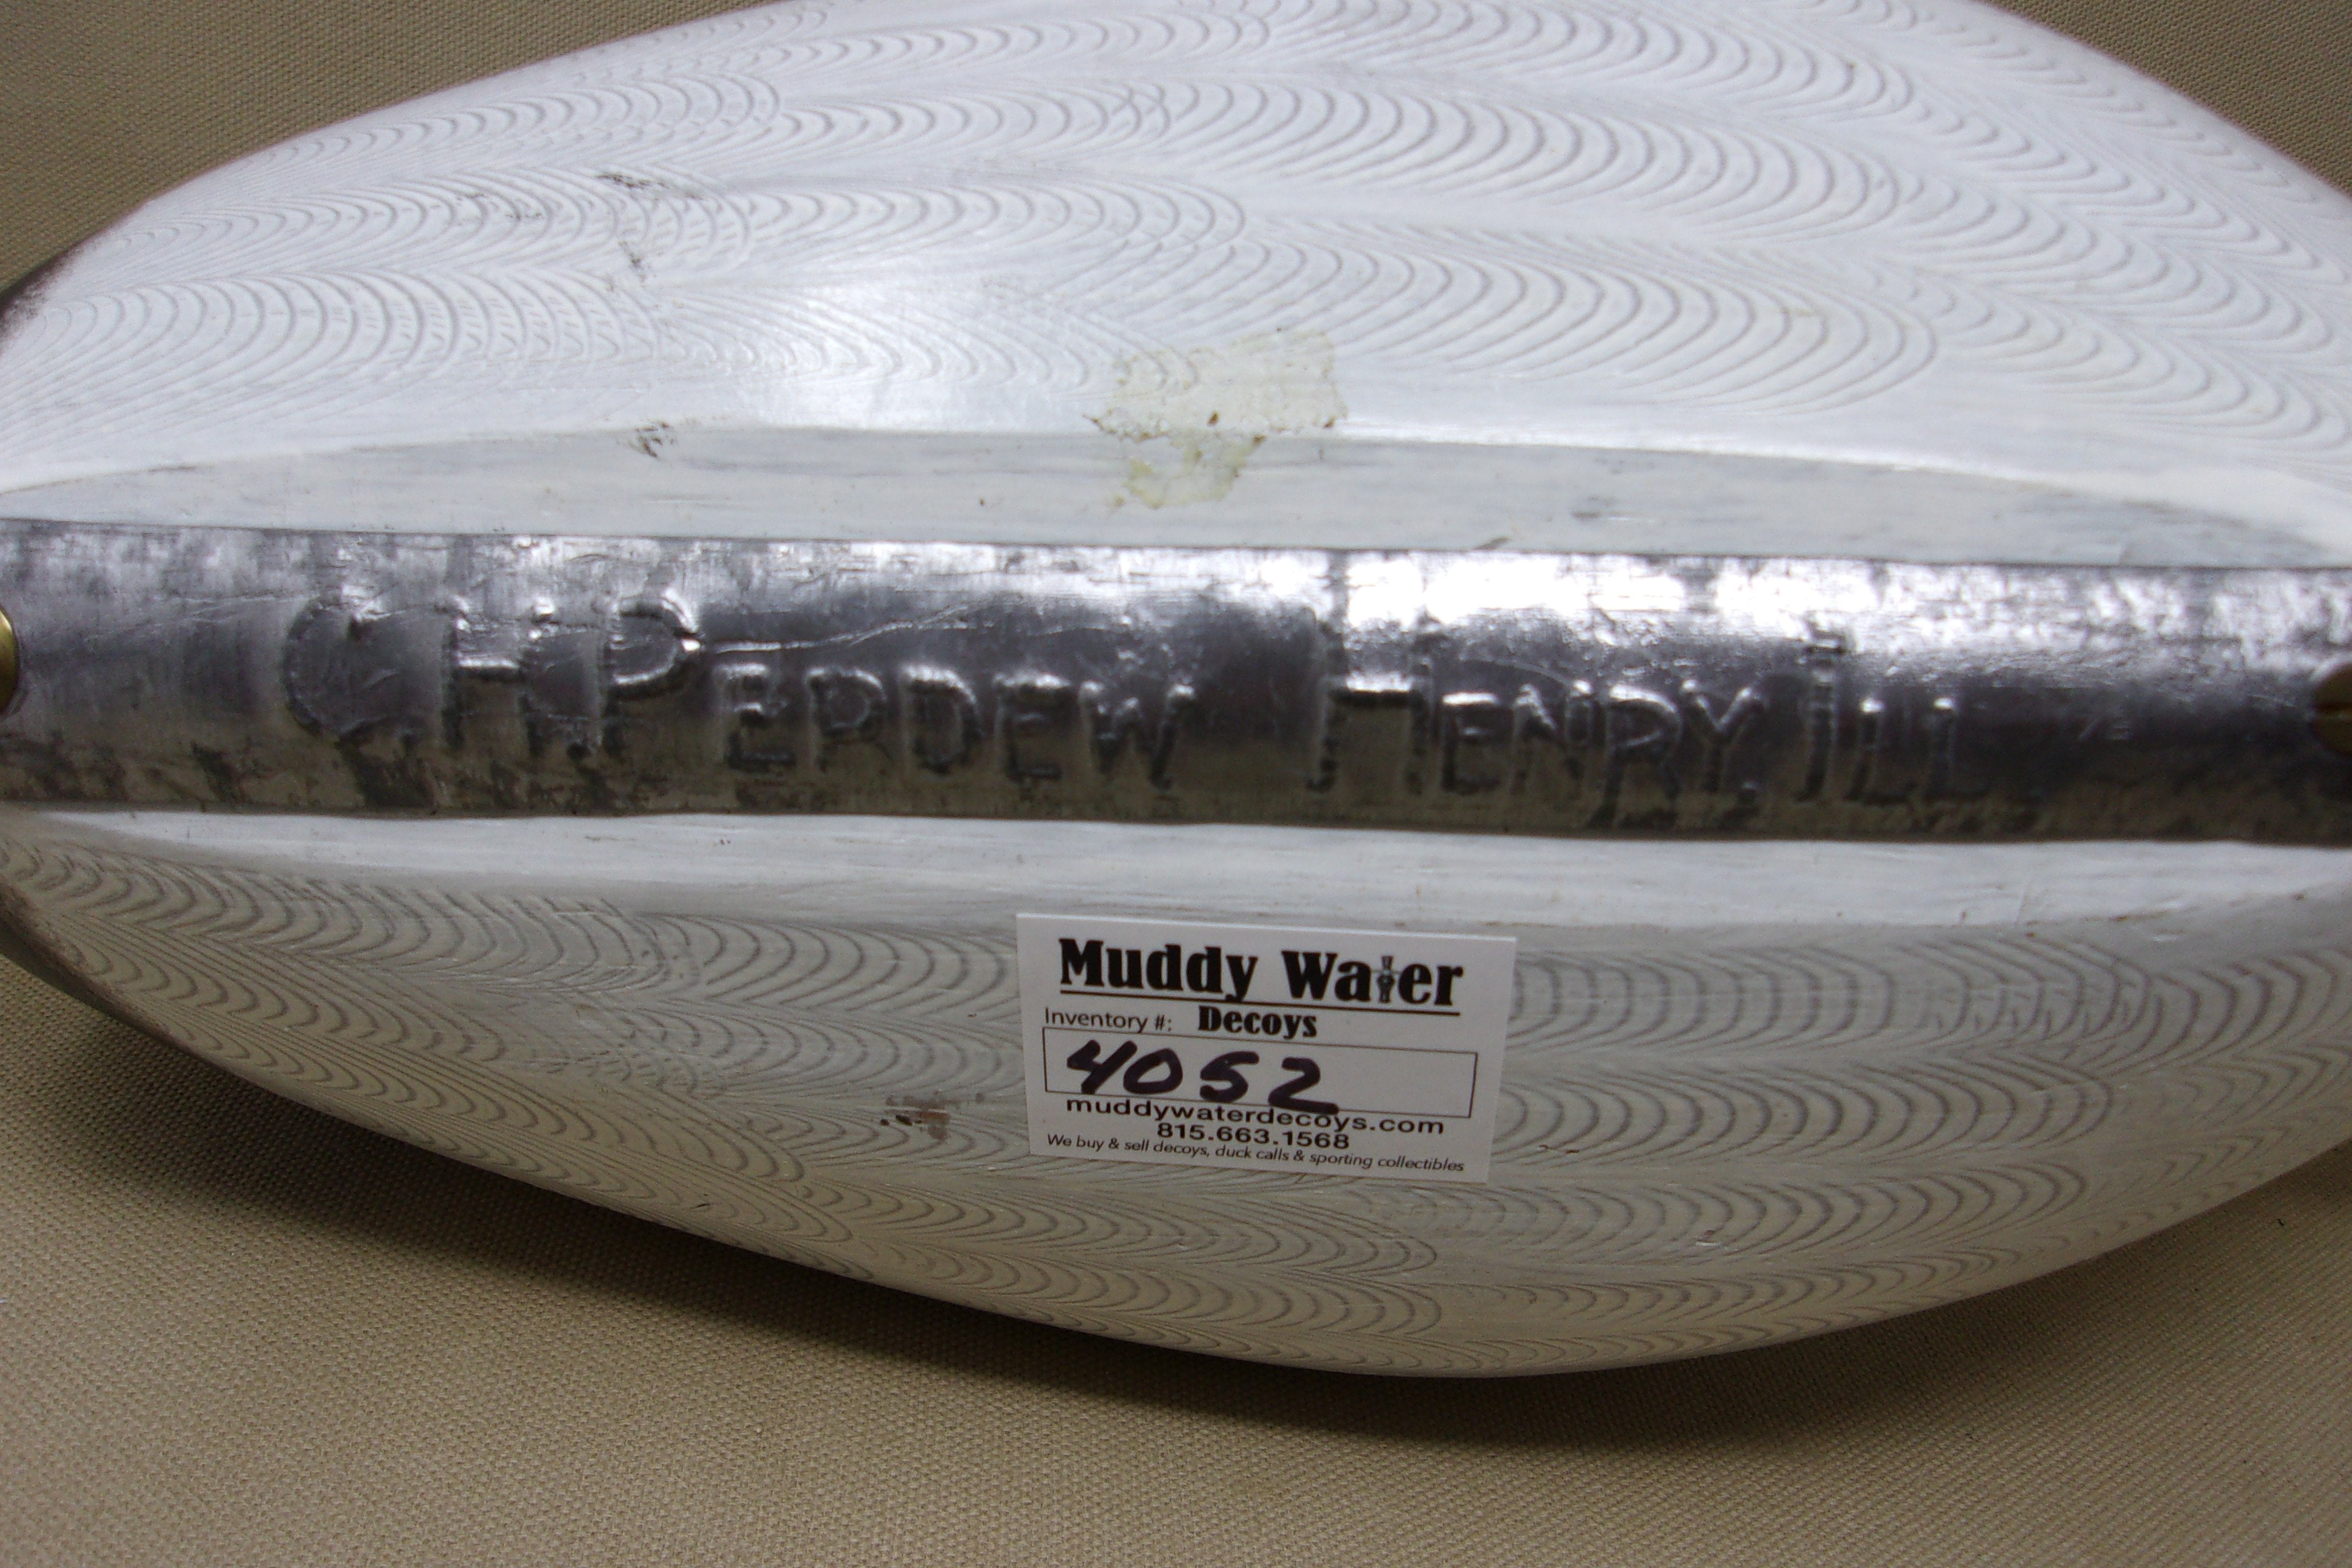 C.H.PERDEW HENRY, ILL
Muddy Water
Inventory #: Decoys
4052
muddywaterdecoys.com
815.663.1568
We buy & sell decoys, duck calls & sporting collectibles